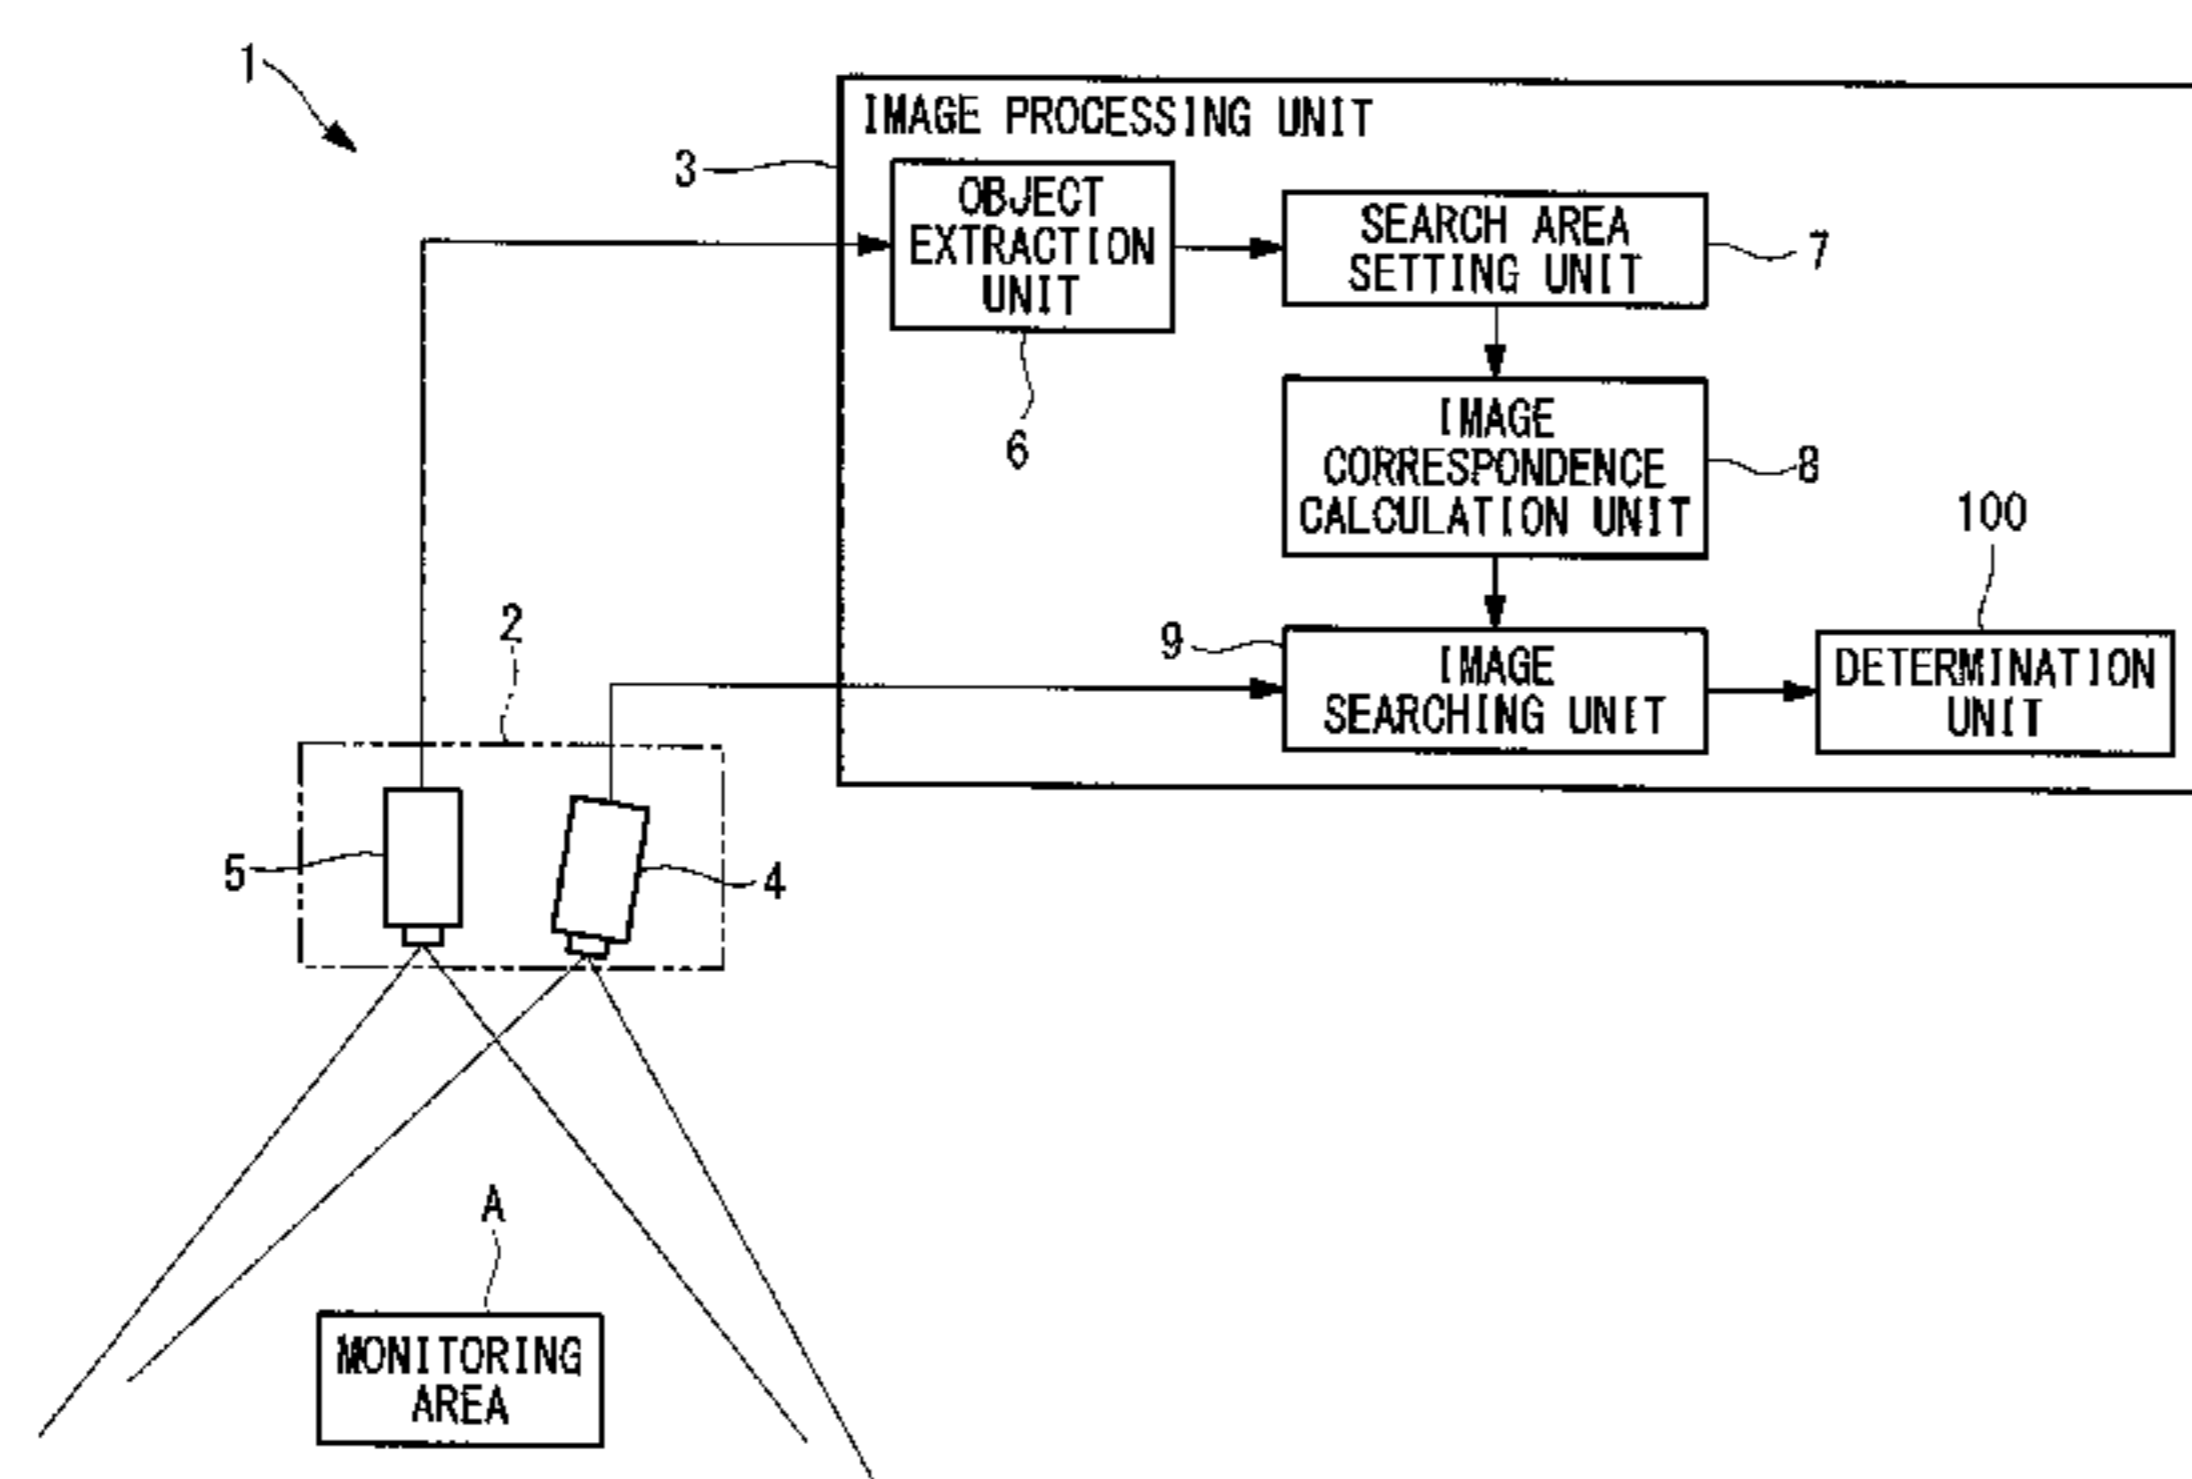 1
IMAGE PROCESSING UNIT
3
OBJECT
EXTRACTION
UNIT
SEARCH AREA
SETTING UNIT
7
6
IMAGE
CORRESPONDENCE
CALCULATION UNIT
8
100
2
9
IMAGE
SEARCHING UNIT
DETERMINATION
UNIT
5
4
A
MONITORING
AREA